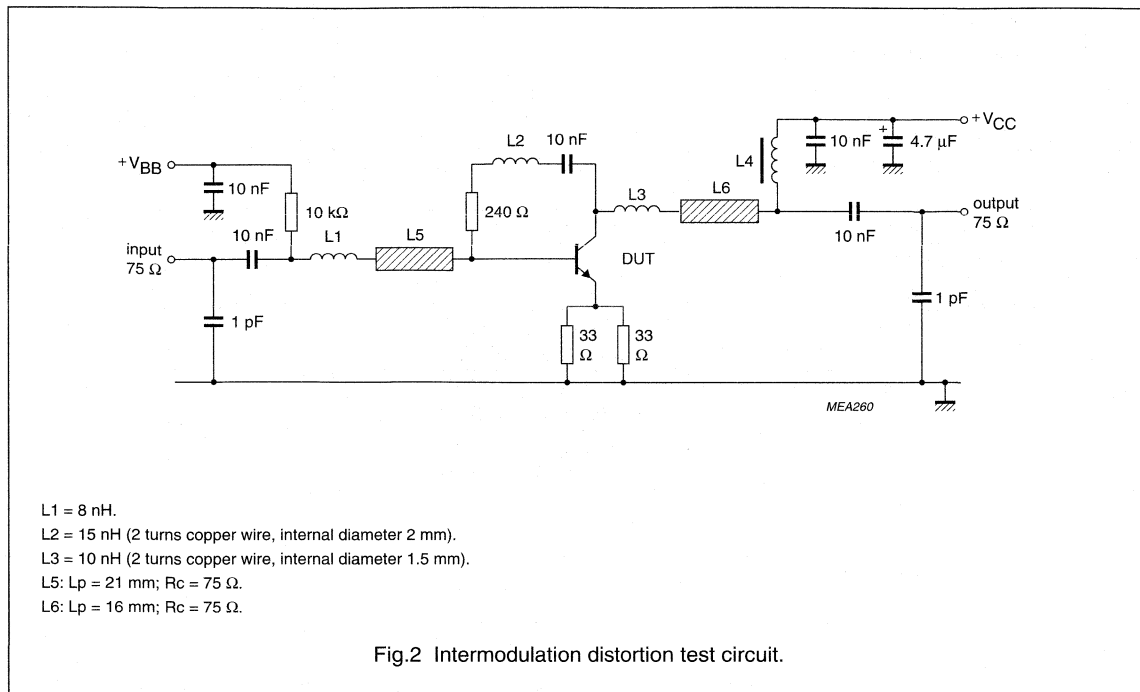 +VCC
10 nF
+
4.7 µF
L4
L2
10 nF
+VBB
10 nF
10 kΩ
240 Ω
L3
L6
output
75 Ω
10 nF
input
75 Ω
10 nF
L1
L5
DUT
1 pF
33
Ω
33
Ω
1 pF
MEA260
L1 = 8 nH.
L2 = 15 nH (2 turns copper wire, internal diameter 2 mm).
L3 = 10 nH (2 turns copper wire, internal diameter 1.5 mm).
L5: Lp = 21 mm; Rc = 75 Ω.
L6: Lp = 16 mm; Rc = 75 Ω.
Fig.2 Intermodulation distortion test circuit.